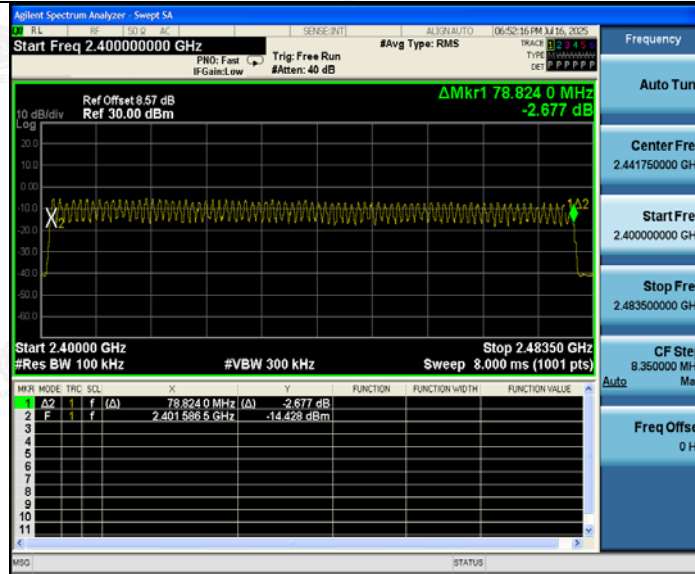 Agilent Spectrum Analyzer - Swept SA
RL RF 50 Ω AC SENSE:INT ALIGNAUTO 06:52:16 PM Jul 16, 2025
Start Freq 2.400000000 GHz
PNO: Fast
IFGain:Low
Trig: Free Run
#Atten: 40 dB
#Avg Type: RMS
TRACE 1 2 3 4 5 6
TYPE
DET P P P P P P
Ref Offset 8.57 dB
10 dB/div Ref 30.00 dBm
Log
ΔMkr1 78.824 0 MHz
-2.677 dB
20.0
10.0
0.00
-10.0
-20.0
-30.0
-40.0
-50.0
-60.0
X2
1Δ2
Start 2.40000 GHz Stop 2.48350 GHz
#Res BW 100 kHz #VBW 300 kHz Sweep 8.000 ms (1001 pts)
MKR MODE TRC SCL X Y FUNCTION FUNCTION WIDTH FUNCTION VALUE
1 Δ2 1 f (Δ) 78.824 0 MHz (Δ) -2.677 dB
2 F 1 f 2.401 586 5 GHz -14.428 dBm
3
4
5
6
7
8
9
10
11
MSG STATUS
Frequency
Auto Tun
Center Fre
2.441750000 GH
Start Fre
2.400000000 GH
Stop Fre
2.483500000 GH
CF Ste
8.350000 MH
Auto Ma
Freq Offse
0 H